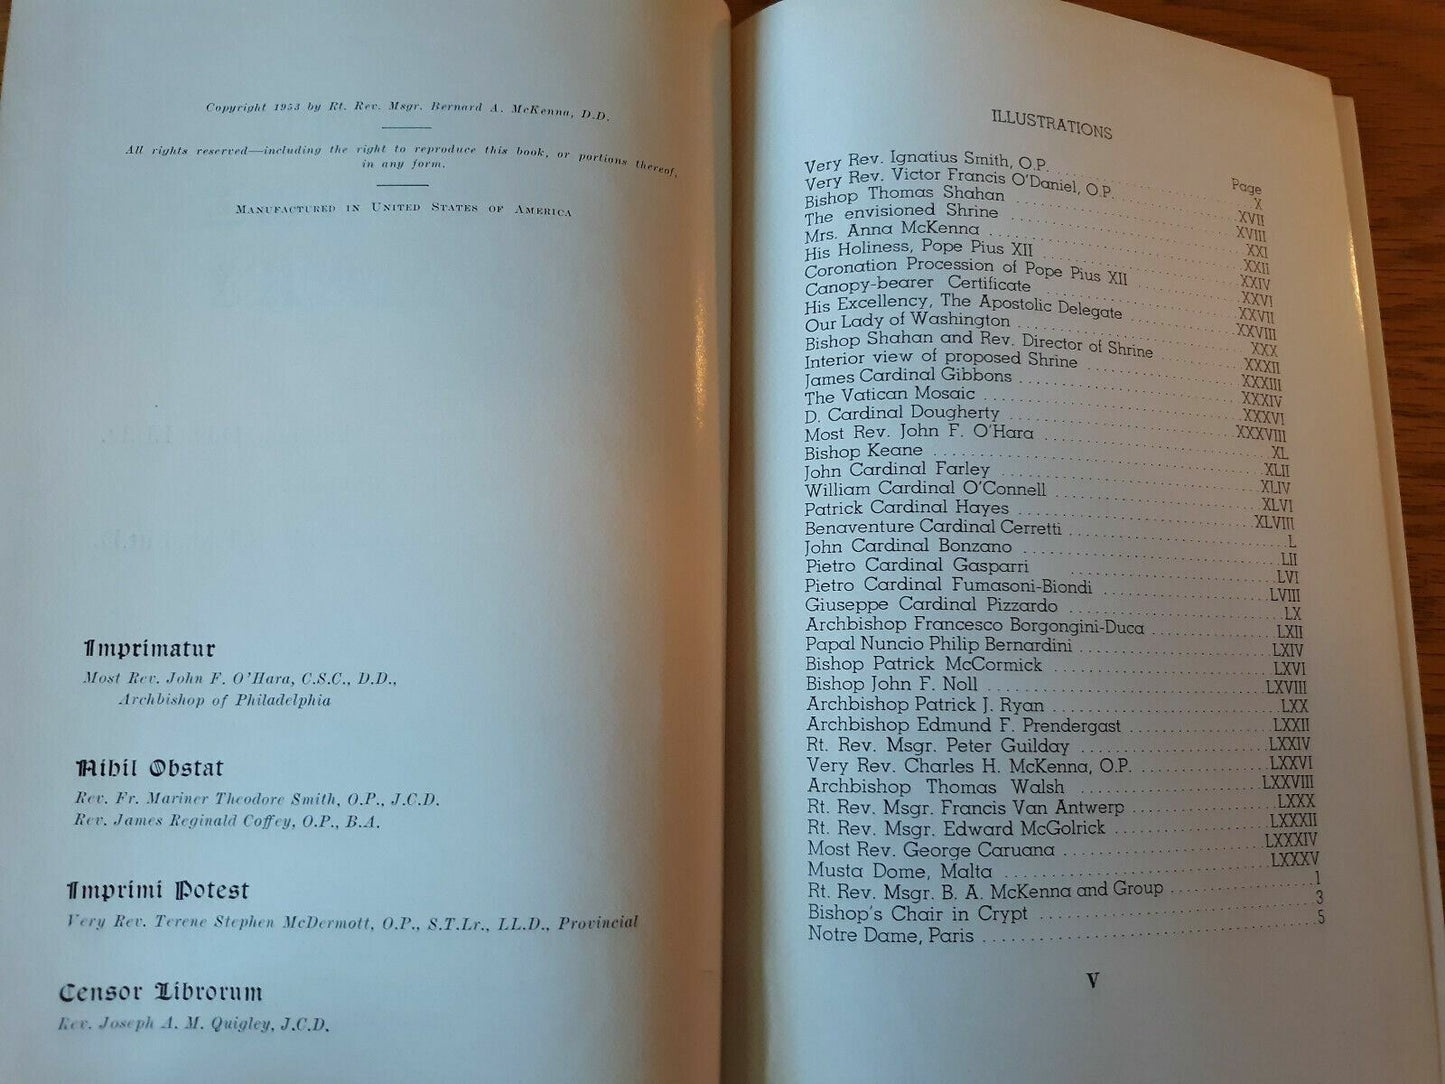 Copyright 1953 by Rt. Rev. Msgr. Bernard A. McKenna, D.D.
All rights reserved—including the right to reproduce this book, or portions thereof,
in any form.
Manufactured in United States of America
Imprimatur
Most Rev. John F. O'Hara, C.S.C., D.D.,
Archbishop of Philadelphia
Nihil Obstat
Rev. Fr. Mariner Theodore Smith, O.P., J.C.D.
Rev. James Reginald Coffey, O.P., B.A.
Imprimi Potest
Very Rev. Terene Stephen McDermott, O.P., S.T.Lr., LL.D., Provincial
Censor Librorum
Rev. Joseph A. M. Quigley, J.C.D.
ILLUSTRATIONS
Page
Very Rev. Ignatius Smith, O.P. X
Very Rev. Victor Francis O'Daniel, O.P. XVII
Bishop Thomas Shahan XVIII
The envisioned Shrine XXI
Mrs. Anna McKenna XXII
His Holiness, Pope Pius XII XXIV
Coronation Procession of Pope Pius XII XXVI
Canopy-bearer Certificate XXVII
His Excellency, The Apostolic Delegate XXVIII
Our Lady of Washington XXX
Bishop Shahan and Rev. Director of Shrine XXXII
Interior view of proposed Shrine XXXIII
James Cardinal Gibbons XXXIV
The Vatican Mosaic XXXVI
D. Cardinal Dougherty XXXVIII
Most Rev. John F. O'Hara XL
Bishop Keane XLII
John Cardinal Farley XLIV
William Cardinal O'Connell XLVI
Patrick Cardinal Hayes XLVIII
Benaventure Cardinal Cerretti L
John Cardinal Bonzano LII
Pietro Cardinal Gasparri LVI
Pietro Cardinal Fumasoni-Biondi LVIII
Giuseppe Cardinal Pizzardo LX
Archbishop Francesco Borgongini-Duca LXII
Papal Nuncio Philip Bernardini LXIV
Bishop Patrick McCormick LXVI
Bishop John F. Noll LXVIII
Archbishop Patrick J. Ryan LXX
Archbishop Edmund F. Prendergast LXXII
Rt. Rev. Msgr. Peter Guilday LXXIV
Very Rev. Charles H. McKenna, O.P. LXXVI
Archbishop Thomas Walsh LXXVIII
Rt. Rev. Msgr. Francis Van Antwerp LXXX
Rt. Rev. Msgr. Edward McGolrick LXXXII
Most Rev. George Caruana LXXXIV
Musta Dome, Malta LXXXV
Rt. Rev. Msgr. B. A. McKenna and Group 1
Bishop's Chair in Crypt 3
Notre Dame, Paris 5
V